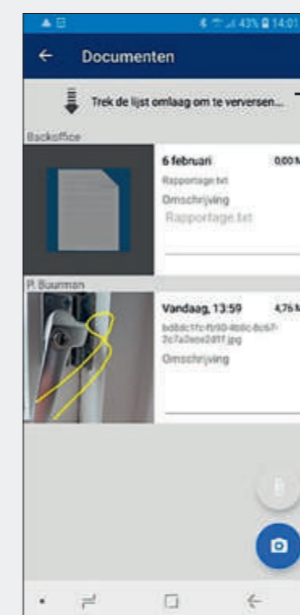 43% 14:01
Documenten
Trek de lijst omlaag om te verversen...
Backoffice
6 februari 0,00 M
Rapportage.txt
Omschrijving
Rapportage.txt
P. Buurman
Vandaag, 13:59 4,76 M
Omschrijving